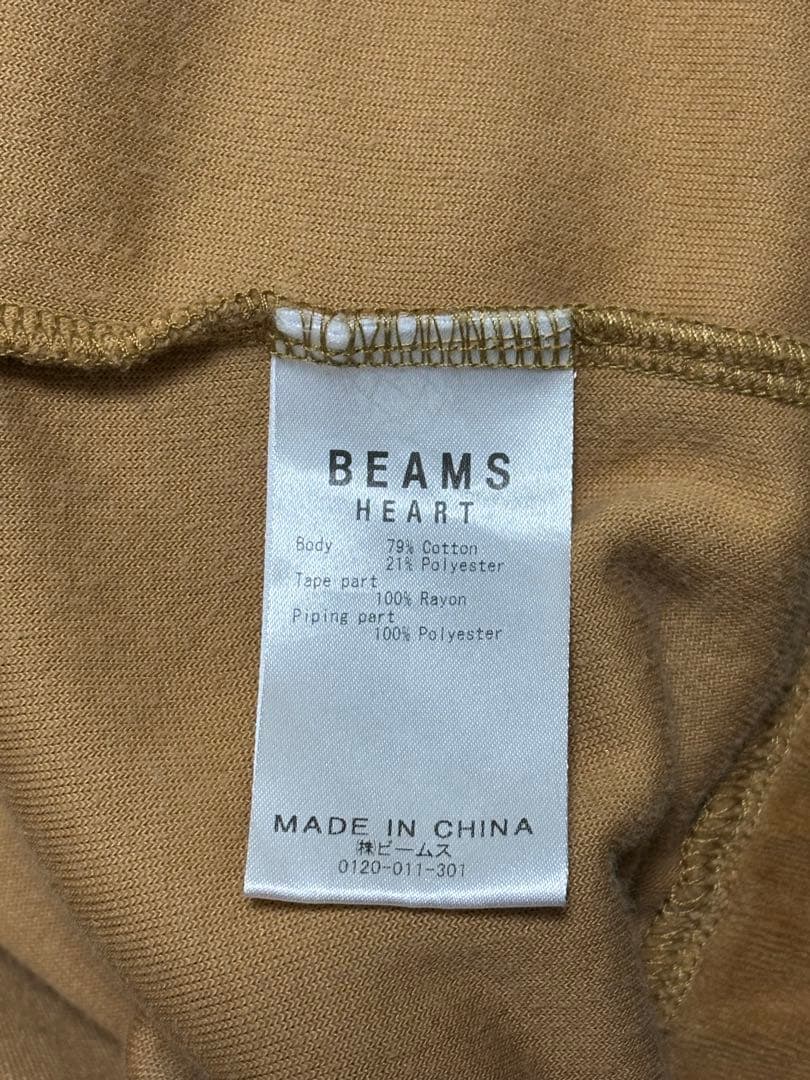 BEAMS
HEART
Body 79% Cotton
21% Polyester
Tape part
100% Rayon
Piping part
100% Polyester
MADE IN CHINA
㈱ビームス
0120-011-301